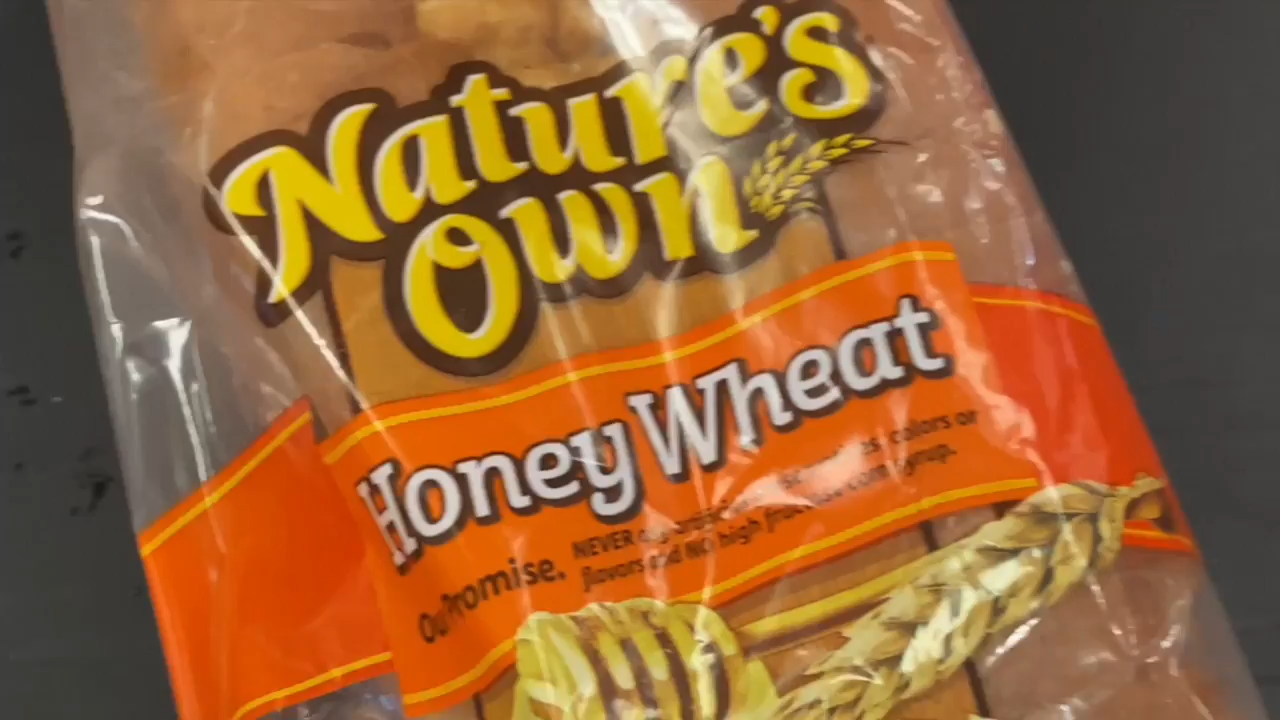 Nature's
Own
Honey Wheat
Our Promise.
NEVER any artificial colors or
flavors and NO high fructose corn syrup.